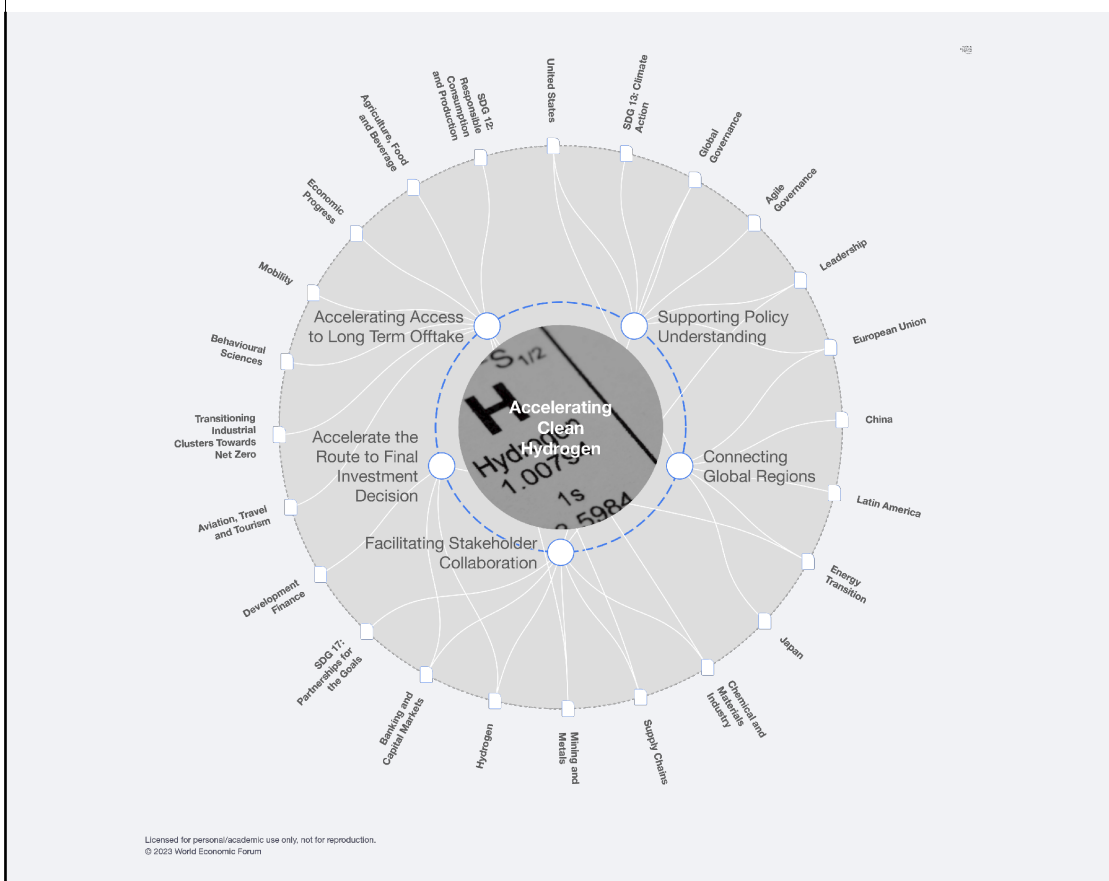 United States
SDG 13: Climate
Action
Global
Governance
Agile
Governance
Leadership
European Union
China
Latin America
Energy
Transition
Japan
Chemical and
Materials
Industry
Supply Chains
Mining and
Metals
Hydrogen
Banking and
Capital Markets
SDG 17:
Partnerships for
the Goals
Development
Finance
Aviation, Travel
and Tourism
Transitioning
Industrial
Clusters Towards
Net Zero
Behavioural
Sciences
Mobility
Economic
Progress
Agriculture, Food
and Beverage
SDG 12:
Responsible
Consumption
and Production
Accelerating Access
to Long Term Offtake
Supporting Policy
Understanding
Accelerate the
Route to Final
Investment
Decision
Connecting
Global Regions
Facilitating Stakeholder
Collaboration
Accelerating
Clean
Hydrogen
S1/2
H
Hydrogen
1s
Licensed for personal/academic use only, not for reproduction.
© 2023 World Economic Forum